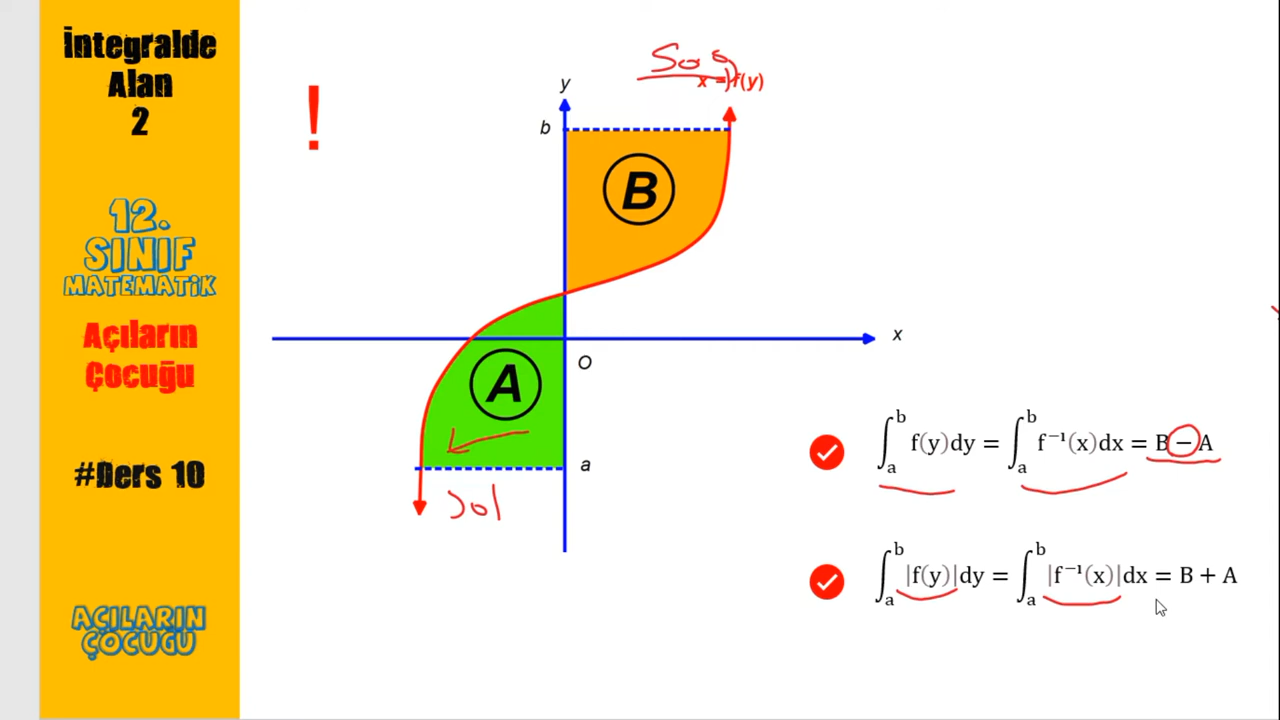 İntegralde
Alan
2
12.
SINIF
MATEMATİK
Açıların
Çocuğu
#Ders 10
AÇILARIN
ÇOCUĞU
!
Sağ
x = f(y)
y
b
B
x
O
A
a
Sol
∫ₐᵇ f(y)dy = ∫ₐᵇ f⁻¹(x)dx = B − A
∫ₐᵇ |f(y)|dy = ∫ₐᵇ |f⁻¹(x)|dx = B + A